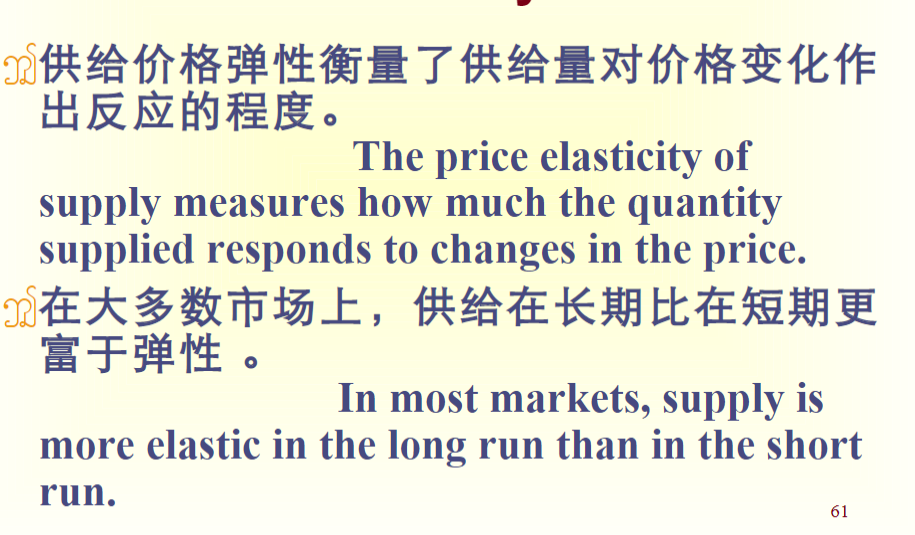 供给价格弹性衡量了供给量对价格变化作
出反应的程度。
The price elasticity of
supply measures how much the quantity
supplied responds to changes in the price.
在大多数市场上，供给在长期比在短期更
富于弹性 。
In most markets, supply is
more elastic in the long run than in the short
run.
61